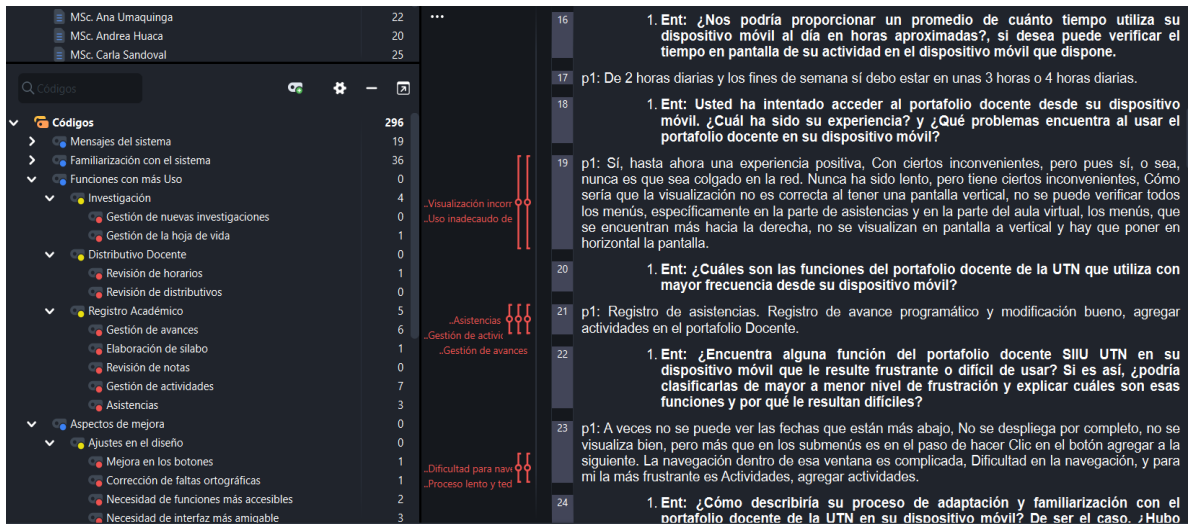 MSc. Ana Umaquinga 22
MSc. Andrea Huaca 20
MSc. Carla Sandoval 25
Códigos
Códigos 296
Mensajes del sistema 19
Familiarización con el sistema 36
Funciones con más Uso 0
Investigación 4
Gestión de nuevas investigaciones 0
Gestión de la hoja de vida 1
Distributivo Docente 0
Revisión de horarios 1
Revisión de distributivos 0
Registro Académico 5
Gestión de avances 6
Elaboración de silabo 1
Revisión de notas 0
Gestión de actividades 7
Asistencias 3
Aspectos de mejora 0
Ajustes en el diseño 0
Mejora en los botones 1
Corrección de faltas ortográficas 1
Necesidad de funciones más accesibles 2
Necesidad de interfaz más amigable 3
...
..Visualización incorr
..Uso inadecaudo de
..Asistencias
..Gestión de activic
..Gestión de avances
..Dificultad para nave
..Proceso lento y ted
16 1. Ent: ¿Nos podría proporcionar un promedio de cuánto tiempo utiliza su
dispositivo móvil al día en horas aproximadas?, si desea puede verificar el
tiempo en pantalla de su actividad en el dispositivo móvil que dispone.
17 p1: De 2 horas diarias y los fines de semana sí debo estar en unas 3 horas o 4 horas diarias.
18 1. Ent: Usted ha intentado acceder al portafolio docente desde su dispositivo
móvil. ¿Cuál ha sido su experiencia? y ¿Qué problemas encuentra al usar el
portafolio docente en su dispositivo móvil?
19 p1: Sí, hasta ahora una experiencia positiva, Con ciertos inconvenientes, pero pues sí, o sea,
nunca es que sea colgado en la red. Nunca ha sido lento, pero tiene ciertos inconvenientes, Cómo
sería que la visualización no es correcta al tener una pantalla vertical, no se puede verificar todos
los menús, específicamente en la parte de asistencias y en la parte del aula virtual, los menús, que
se encuentran más hacia la derecha, no se visualizan en pantalla a vertical y hay que poner en
horizontal la pantalla.
20 1. Ent: ¿Cuáles son las funciones del portafolio docente de la UTN que utiliza con
mayor frecuencia desde su dispositivo móvil?
21 p1: Registro de asistencias. Registro de avance programático y modificación bueno, agregar
actividades en el portafolio Docente.
22 1. Ent: ¿Encuentra alguna función del portafolio docente SIIU UTN en su
dispositivo móvil que le resulte frustrante o difícil de usar? Si es así, ¿podría
clasificarlas de mayor a menor nivel de frustración y explicar cuáles son esas
funciones y por qué le resultan difíciles?
23 p1: A veces no se puede ver las fechas que están más abajo, No se despliega por completo, no se
visualiza bien, pero más que en los submenús es en el paso de hacer Clic en el botón agregar a la
siguiente. La navegación dentro de esa ventana es complicada, Dificultad en la navegación, y para
mi la más frustrante es Actividades, agregar actividades.
24 1. Ent: ¿Cómo describiría su proceso de adaptación y familiarización con el
portafolio docente de la UTN en su dispositivo móvil? De ser el caso, ¿Hubo